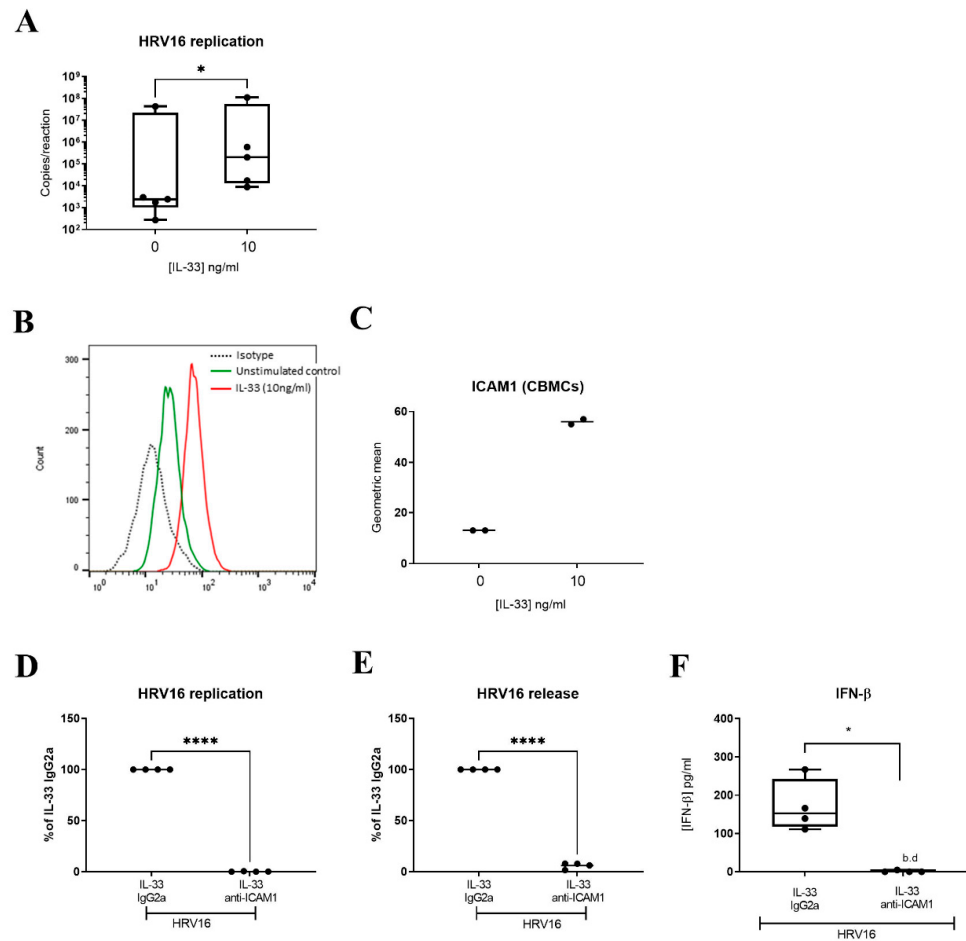 A
HRV16 replication
*
10⁹
10⁸
10⁷
10⁶
10⁵
10⁴
10³
10²
Copies/reaction
0
10
[IL-33] ng/ml
B
300
200
100
0
Count
Isotype
Unstimulated control
IL-33 (10ng/ml)
10⁰
10¹
10²
10³
10⁴
C
ICAM1 (CBMCs)
60
40
20
0
Geometric mean
0
10
[IL-33] ng/ml
D
HRV16 replication
****
150
100
50
0
%of IL-33 IgG2a
IL-33
IgG2a
IL-33
anti-ICAM1
HRV16
E
HRV16 release
****
150
100
50
0
%of IL-33 IgG2a
IL-33
IgG2a
IL-33
anti-ICAM1
HRV16
F
IFN-β
*
400
300
200
100
0
[IFN-β] pg/ml
b.d
IL-33
IgG2a
IL-33
anti-ICAM1
HRV16